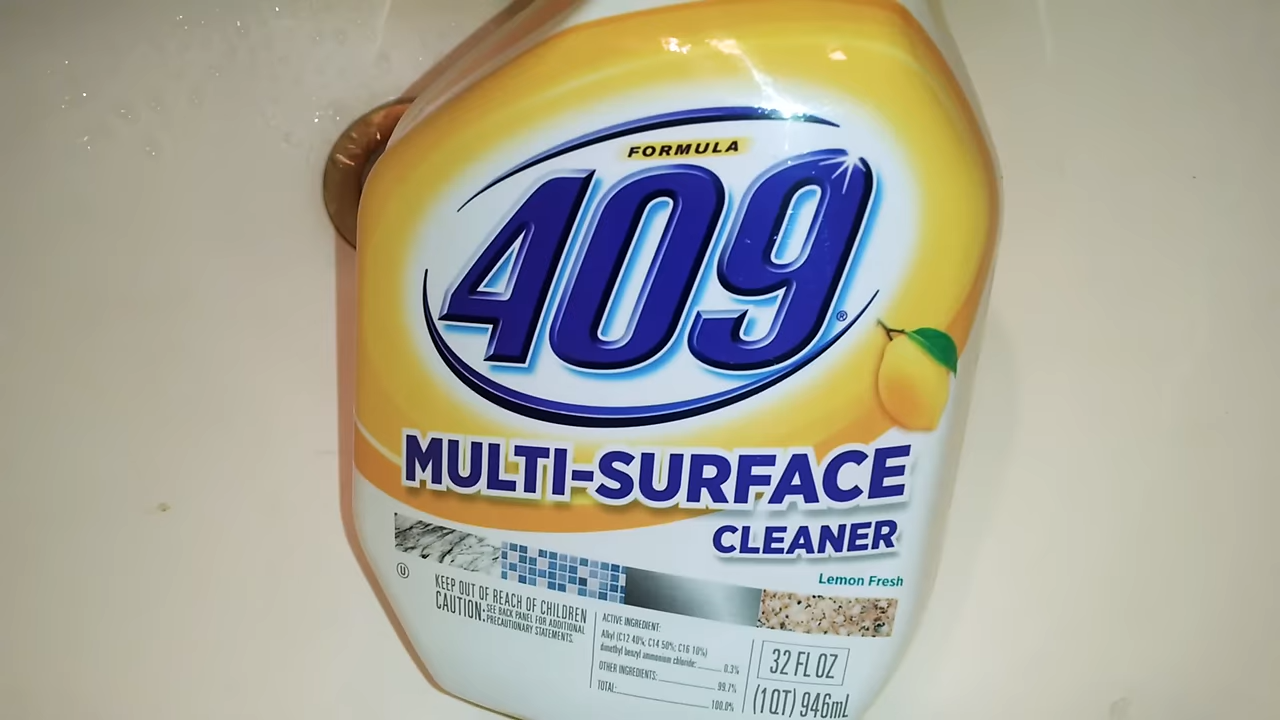 FORMULA
409®
MULTI-SURFACE
CLEANER
Lemon Fresh
U
KEEP OUT OF REACH OF CHILDREN
CAUTION: SEE BACK PANEL FOR ADDITIONAL
PRECAUTIONARY STATEMENTS.
ACTIVE INGREDIENT:
Alkyl (C12 40%; C14 50%; C16 10%)
dimethyl benzyl ammonium chloride: 0.3%
OTHER INGREDIENTS: 99.7%
TOTAL: 100.0%
32 FL OZ
(1 QT) 946mL